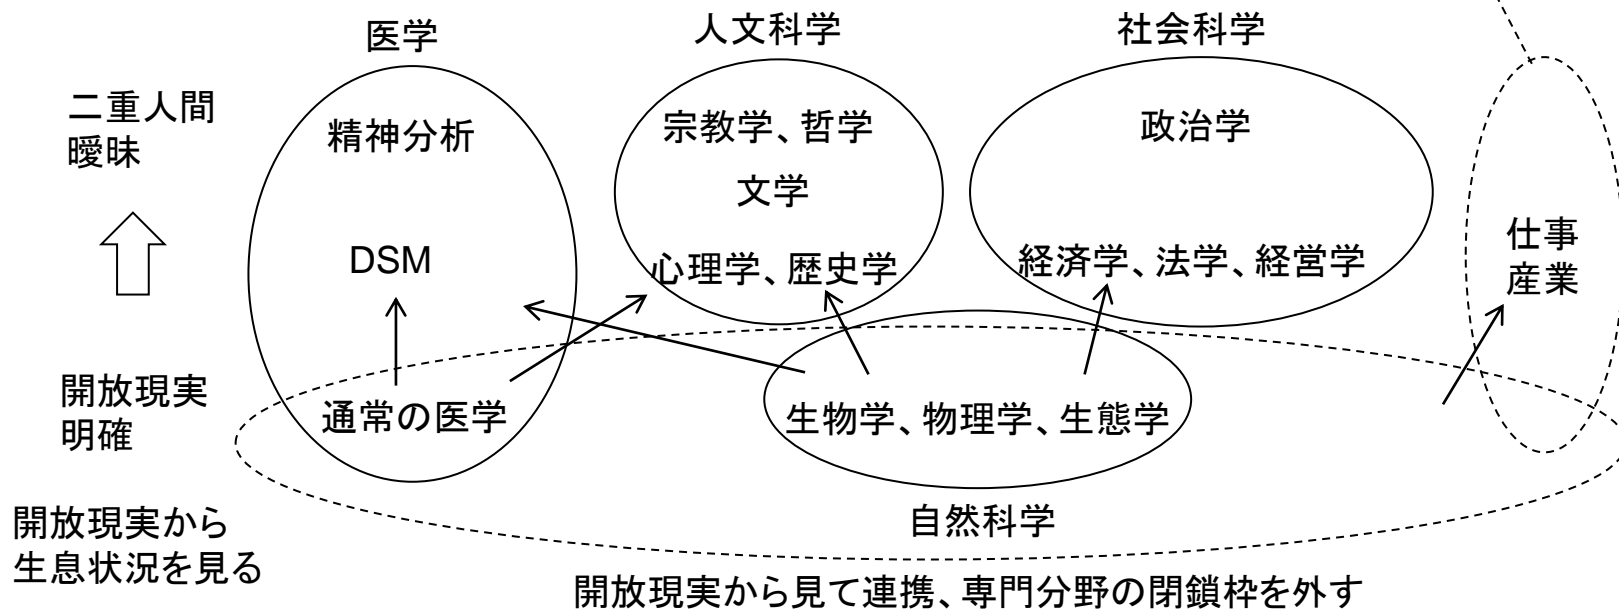 医学
人文科学
社会科学
二重人間
曖昧
精神分析
宗教学、哲学
文学
政治学
DSM
心理学、歴史学
経済学、法学、経営学
仕事
産業
開放現実
明確
通常の医学
生物学、物理学、生態学
開放現実から
生息状況を見る
自然科学
開放現実から見て連携、専門分野の閉鎖枠を外す